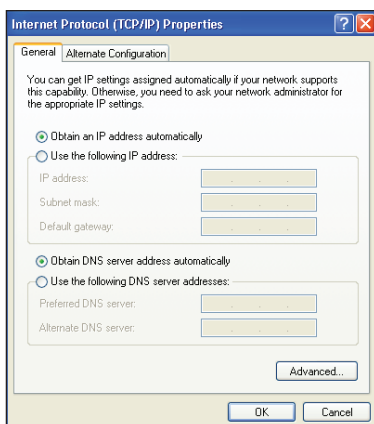 Internet Protocol (TCP/IP) Properties
General Alternate Configuration
You can get IP settings assigned automatically if your network supports
this capability. Otherwise, you need to ask your network administrator for
the appropriate IP settings.
Obtain an IP address automatically
Use the following IP address:
IP address:
Subnet mask:
Default gateway:
Obtain DNS server address automatically
Use the following DNS server addresses:
Preferred DNS server:
Alternate DNS server:
Advanced...
OK Cancel